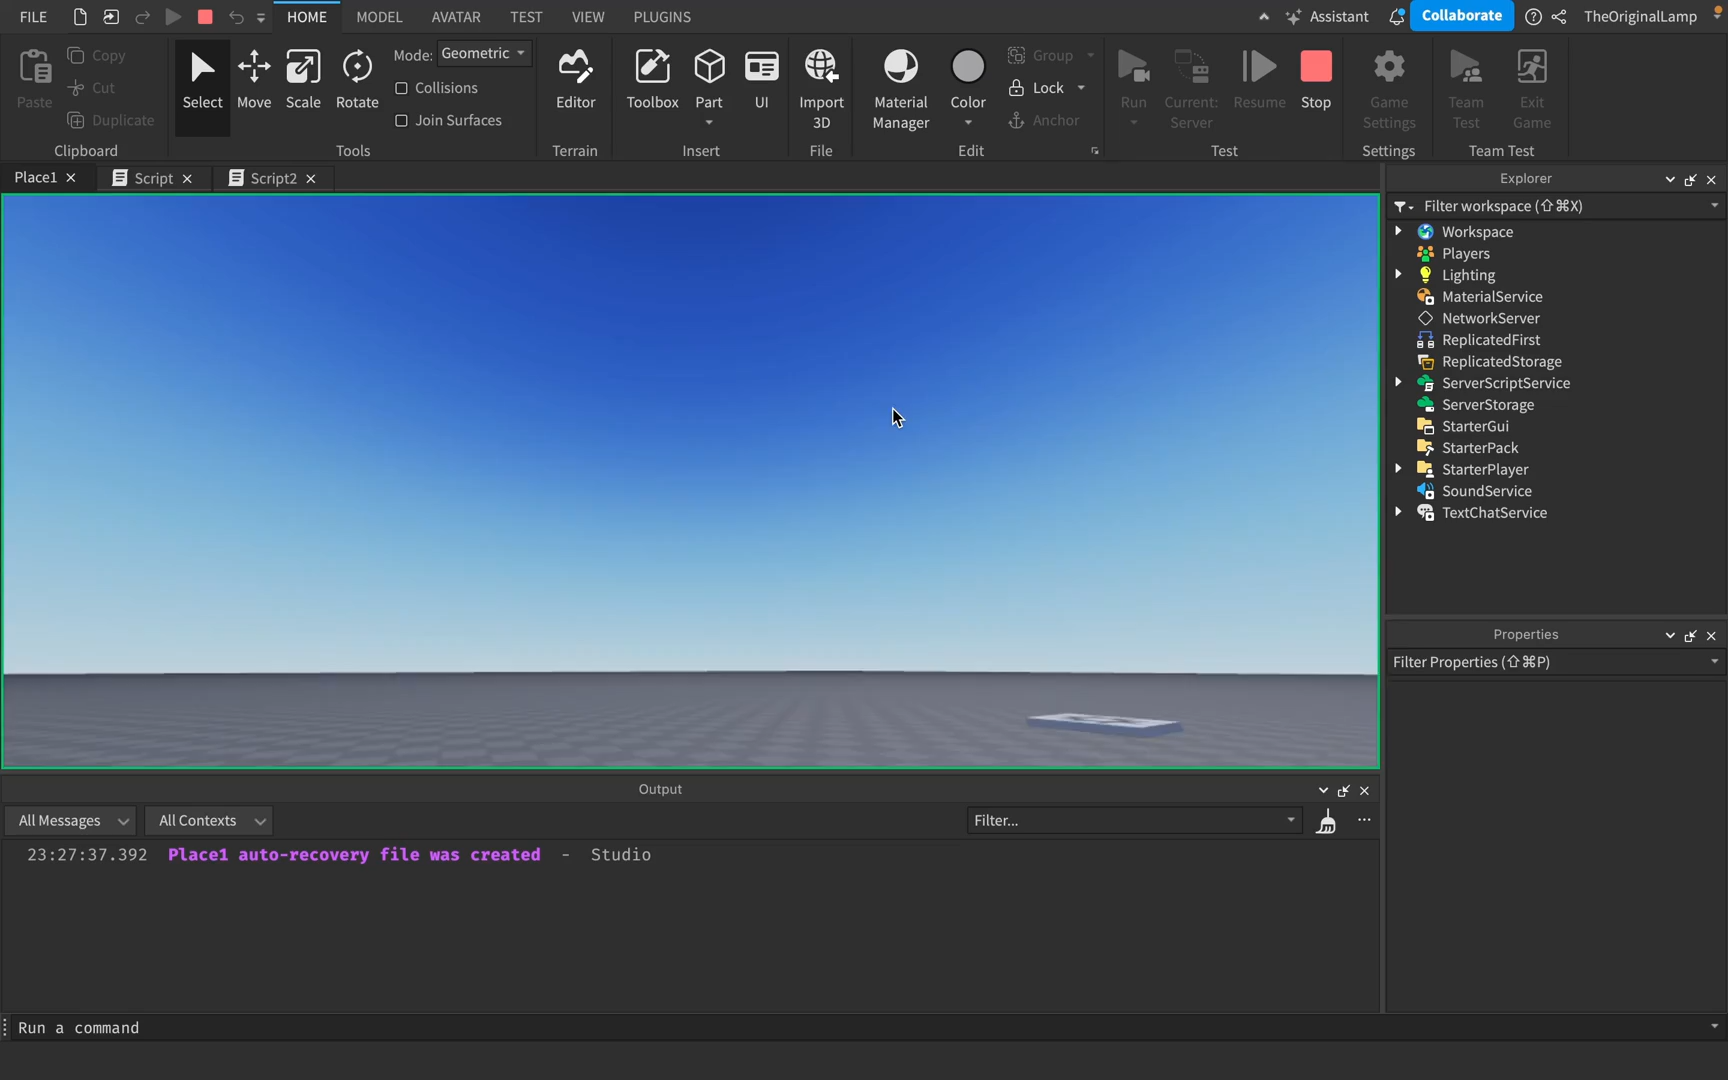 FILE HOME MODEL AVATAR TEST VIEW PLUGINS Assistant Collaborate TheOriginalLamp
Paste Copy Cut Duplicate
Clipboard
Select Move Scale Rotate Mode: Geometric
Collisions
Join Surfaces
Tools
Editor
Terrain
Toolbox Part UI
Insert
Import
3D
File
Material
Manager
Color
Group
Lock
Anchor
Edit
Run Current:
Server
Resume Stop
Test
Game
Settings
Settings
Team
Test
Exit
Game
Team Test
Place1 Script Script2
Explorer
Filter workspace (⇧⌘X)
Workspace
Players
Lighting
MaterialService
NetworkServer
ReplicatedFirst
ReplicatedStorage
ServerScriptService
ServerStorage
StarterGui
StarterPack
StarterPlayer
SoundService
TextChatService
Properties
Filter Properties (⇧⌘P)
Output
All Messages All Contexts Filter... ...
23:27:37.392 Place1 auto-recovery file was created - Studio
Run a command